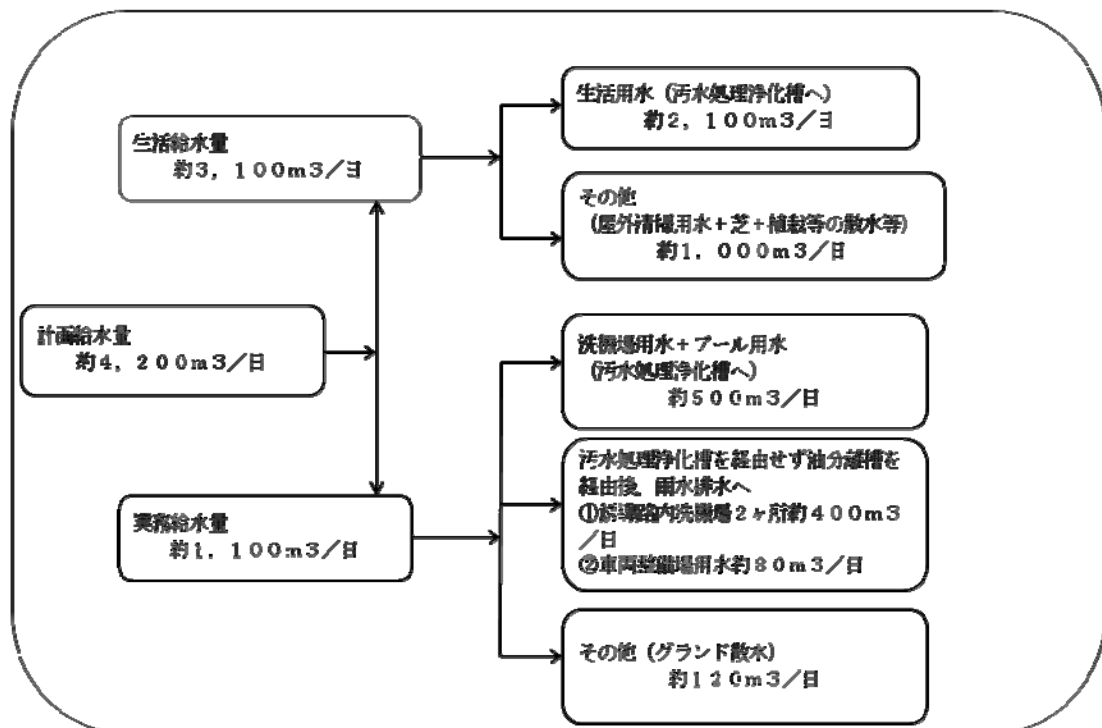 生活用水（汚水処理浄化槽へ）
約２，１００ｍ３／日
生活給水量
約３，１００ｍ３／日
その他
（屋外清掃用水＋芝＋植栽等の散水等）
約１，０００ｍ３／日
計画給水量
約４，２００ｍ３／日
洗機場用水＋プール用水
（汚水処理浄化槽へ）
約５００ｍ３／日
汚水処理浄化槽を経由せず油分離槽を
経由後、雨水排水へ
①誘導路内洗機場２ヶ所約４００ｍ３
／日
②車両整備場用水約８０ｍ３／日
実務給水量
約１，１００ｍ３／日
その他（グランド散水）
約１２０ｍ３／日